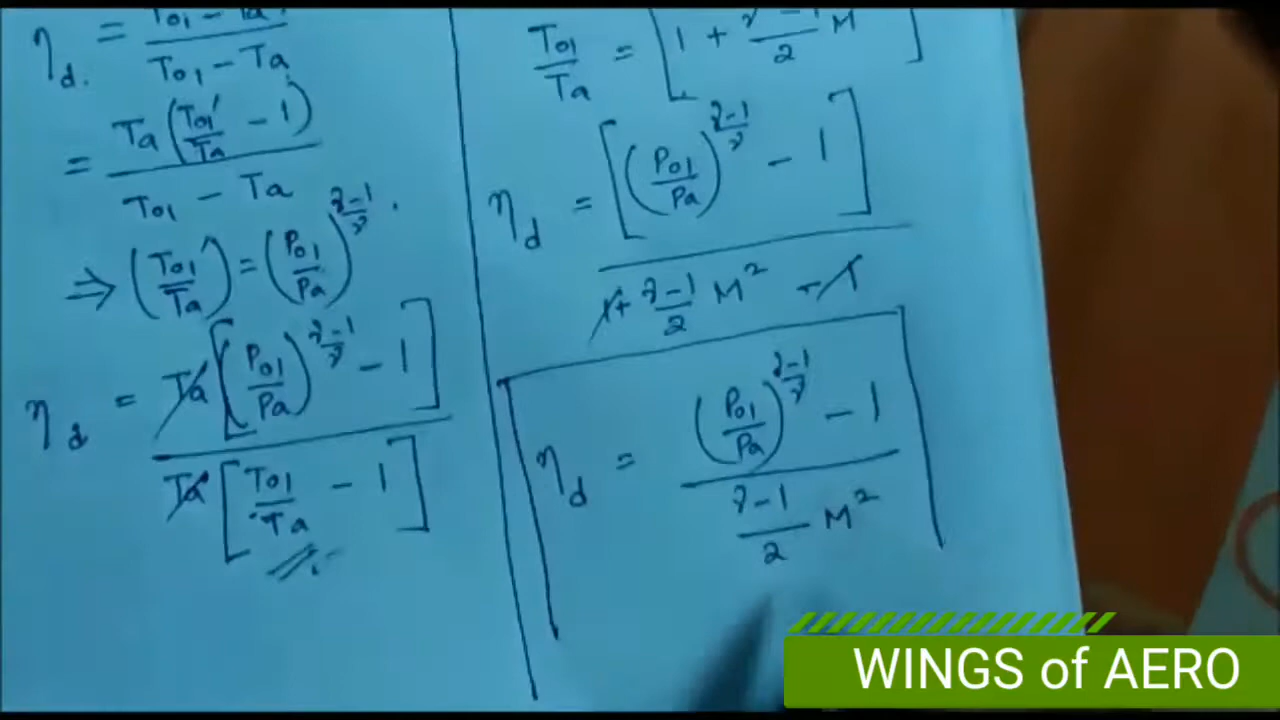 η_d. = (T01 - Ta) / (T01 - Ta)
= Ta (T01'/Ta - 1) / (T01 - Ta)
⇒ (T01'/Ta) = (P01/Pa)^((γ-1)/γ) .
η_d = Ta [(P01/Pa)^((γ-1)/γ) - 1] / Ta [T01/Ta - 1]
T01/Ta = [1 + (γ-1)/2 M ]
η_d = [(P01/Pa)^((γ-1)/γ) - 1] / 1 + (γ-1)/2 M² - 1
η_d = ((P01/Pa)^((γ-1)/γ) - 1) / ((γ-1)/2 M²)
WINGS of AERO